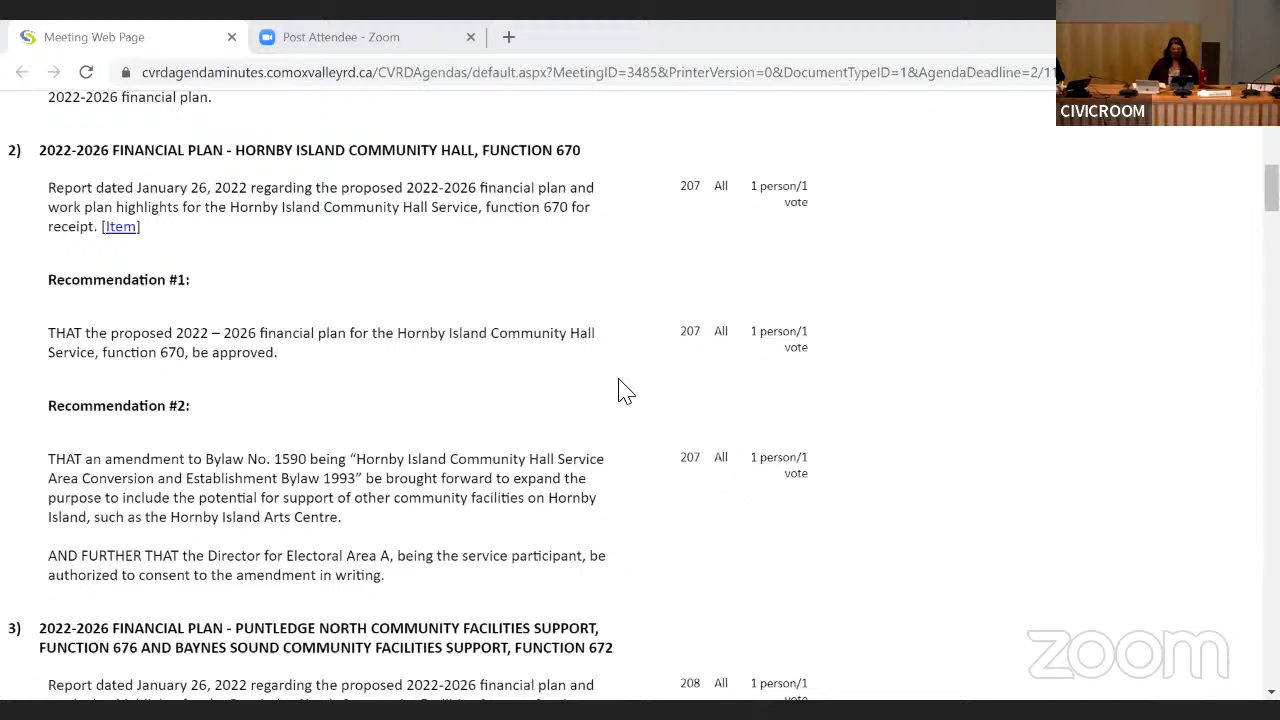 Meeting Web Page
Post Attendee - Zoom
cvrdagendaminutes.comoxvalleyrd.ca/CVRDAgendas/default.aspx?MeetingID=3485&PrinterVersion=0&DocumentTypeID=1&AgendaDeadline=2/11
CIVICROOM
2022-2026 financial plan.
2) 2022-2026 FINANCIAL PLAN - HORNBY ISLAND COMMUNITY HALL, FUNCTION 670
Report dated January 26, 2022 regarding the proposed 2022-2026 financial plan and 207 All 1 person/1
work plan highlights for the Hornby Island Community Hall Service, function 670 for vote
receipt. [Item]
Recommendation #1:
THAT the proposed 2022 – 2026 financial plan for the Hornby Island Community Hall 207 All 1 person/1
Service, function 670, be approved. vote
Recommendation #2:
THAT an amendment to Bylaw No. 1590 being “Hornby Island Community Hall Service 207 All 1 person/1
Area Conversion and Establishment Bylaw 1993” be brought forward to expand the vote
purpose to include the potential for support of other community facilities on Hornby
Island, such as the Hornby Island Arts Centre.
AND FURTHER THAT the Director for Electoral Area A, being the service participant, be
authorized to consent to the amendment in writing.
3) 2022-2026 FINANCIAL PLAN - PUNTLEDGE NORTH COMMUNITY FACILITIES SUPPORT,
FUNCTION 676 AND BAYNES SOUND COMMUNITY FACILITIES SUPPORT, FUNCTION 672
Report dated January 26, 2022 regarding the proposed 2022-2026 financial plan and 208 All 1 person/1
vote
zoom